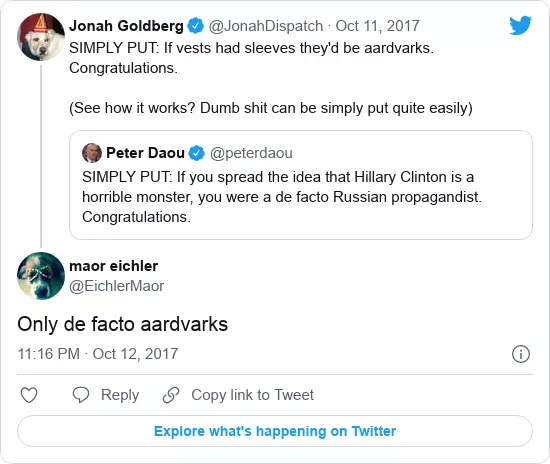 Jonah Goldberg @JonahDispatch · Oct 11, 2017
SIMPLY PUT: If vests had sleeves they'd be aardvarks.
Congratulations.
(See how it works? Dumb shit can be simply put quite easily)
Peter Daou @peterdaou
SIMPLY PUT: If you spread the idea that Hillary Clinton is a
horrible monster, you were a de facto Russian propagandist.
Congratulations.
maor eichler
@EichlerMaor
Only de facto aardvarks
11:16 PM · Oct 12, 2017
Reply
Copy link to Tweet
Explore what's happening on Twitter